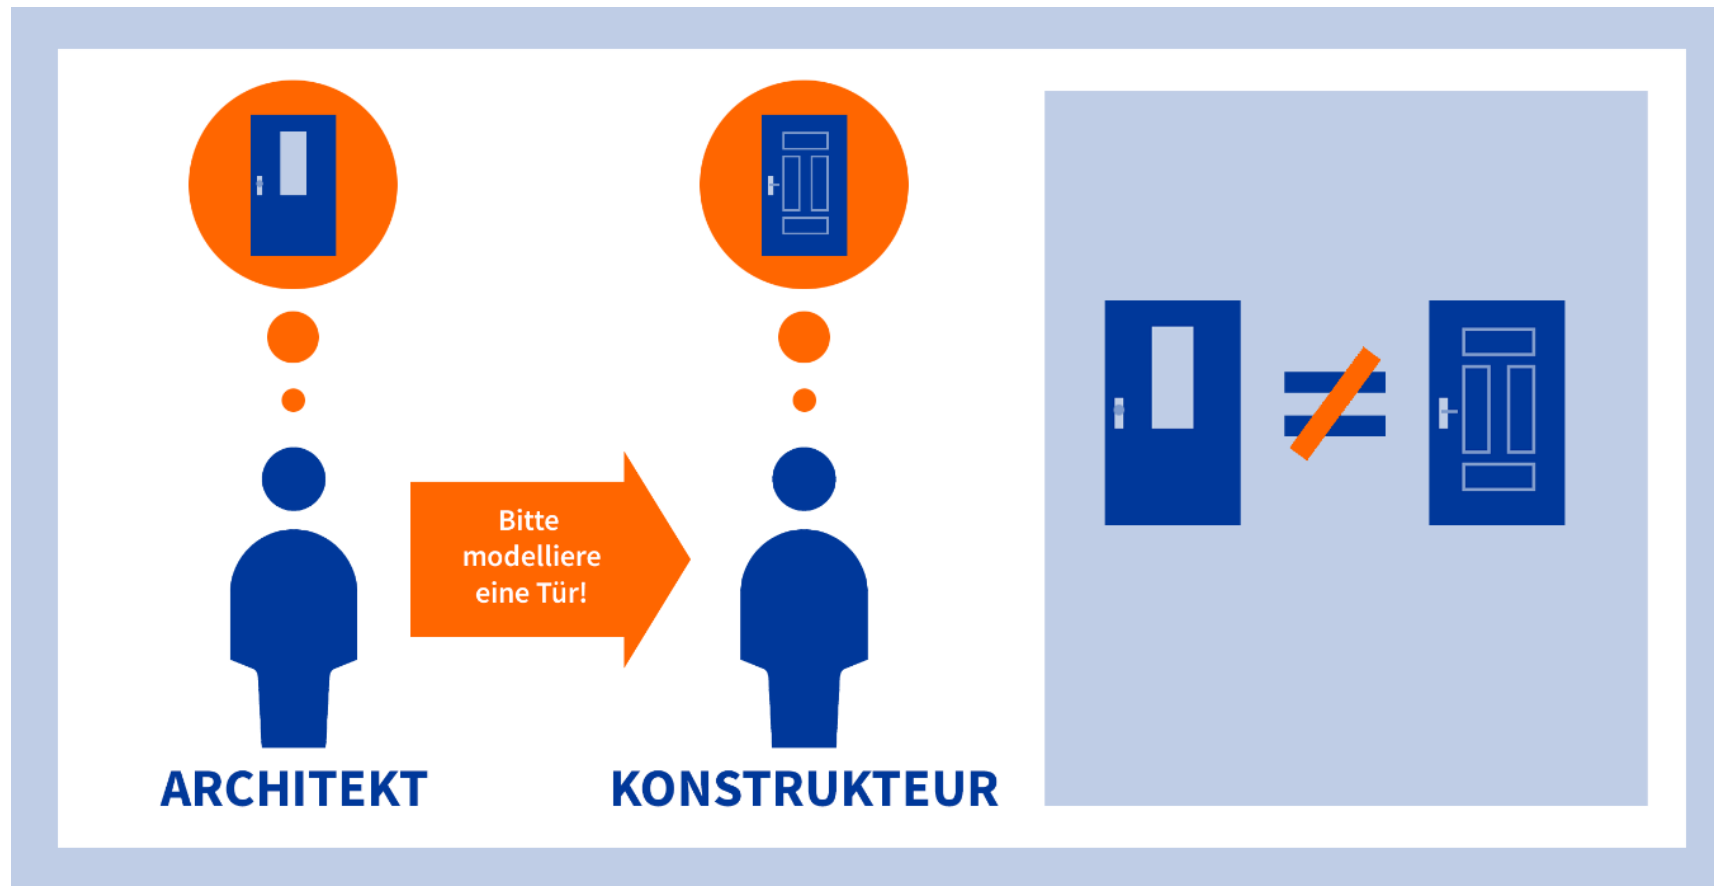 Bitte
modelliere
eine Tür!
ARCHITEKT
KONSTRUKTEUR